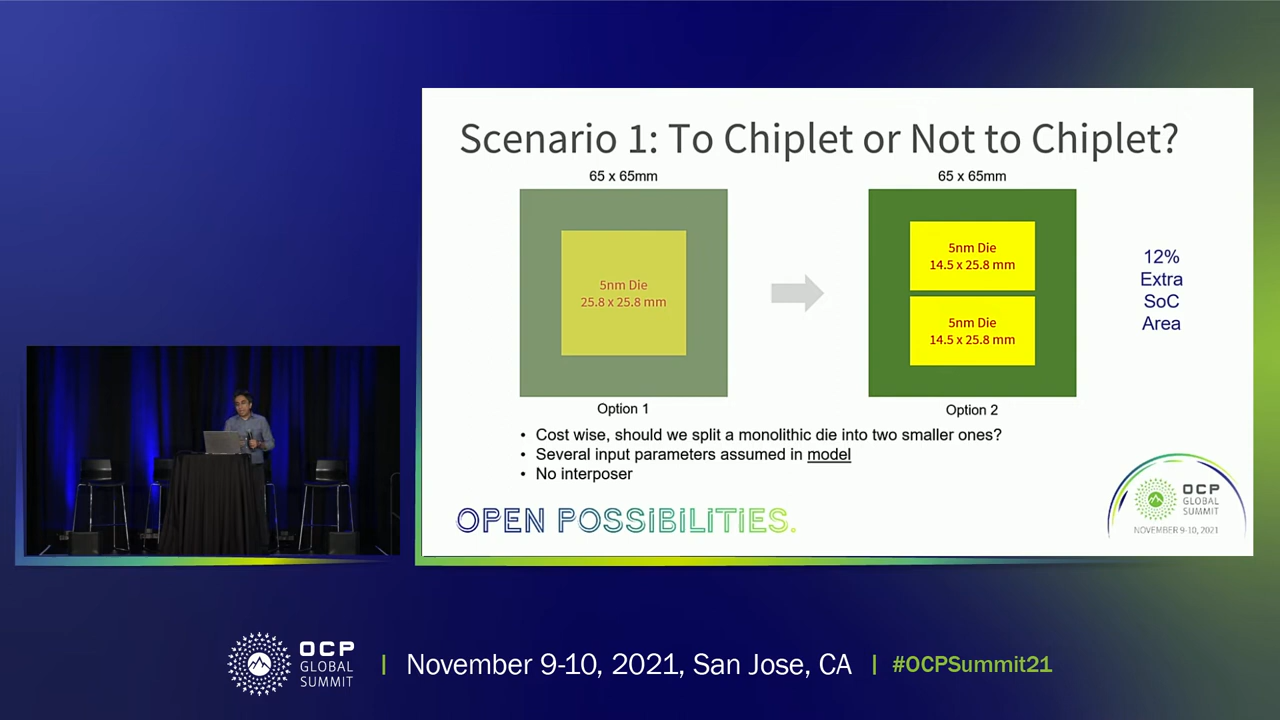 Scenario 1: To Chiplet or Not to Chiplet?
65 x 65mm
5nm Die
25.8 x 25.8 mm
Option 1
65 x 65mm
5nm Die
14.5 x 25.8 mm
5nm Die
14.5 x 25.8 mm
Option 2
12%
Extra
SoC
Area
• Cost wise, should we split a monolithic die into two smaller ones?
• Several input parameters assumed in model
• No interposer
OPEN POSSIBILITIES.
OCP
GLOBAL
SUMMIT
NOVEMBER 9-10, 2021
OCP
GLOBAL
SUMMIT
| November 9-10, 2021, San Jose, CA | #OCPSummit21